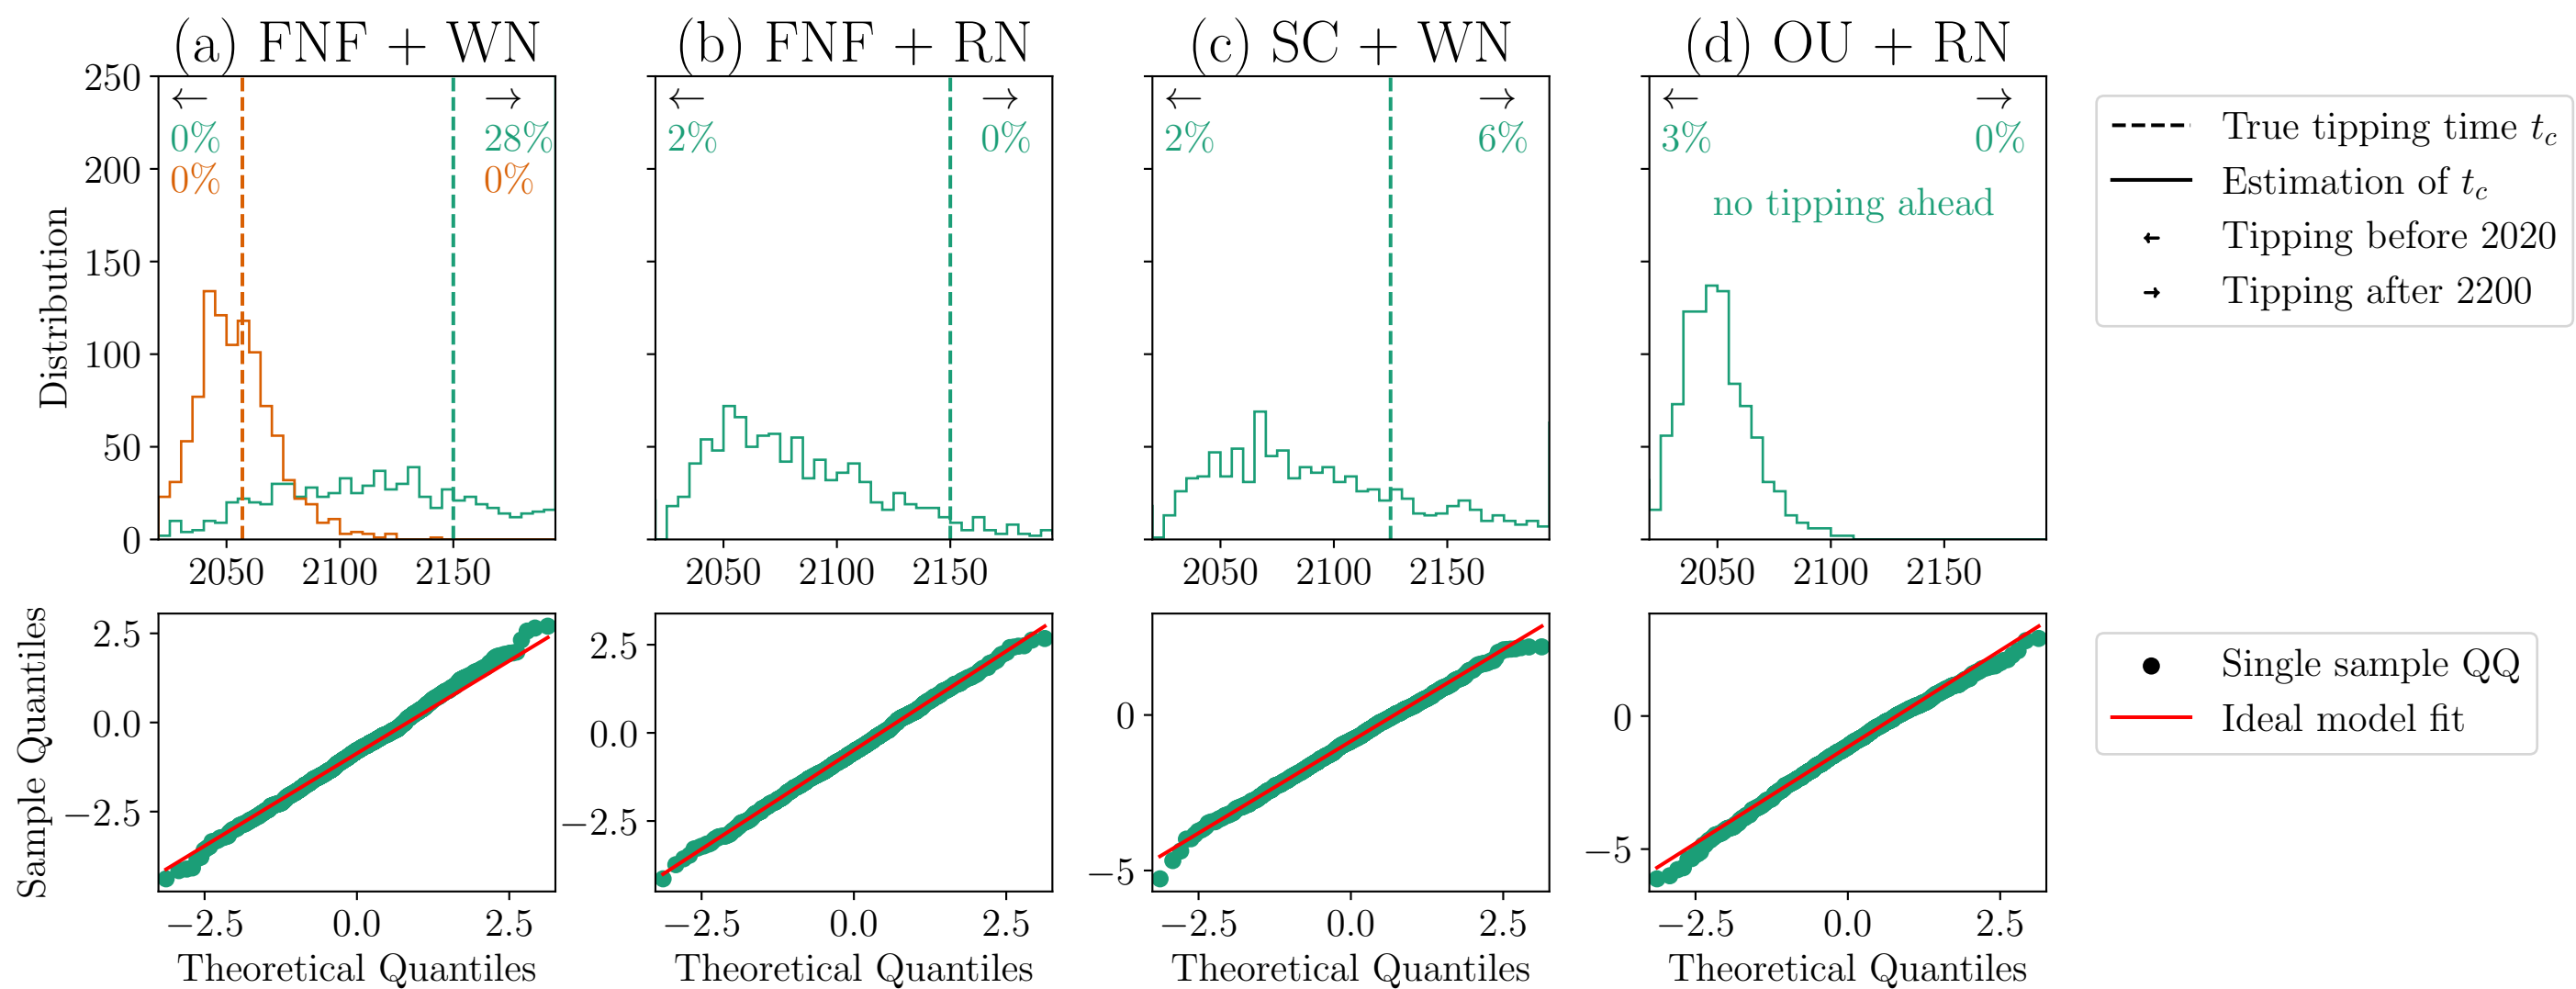 (a) FNF + WN
(b) FNF + RN
(c) SC + WN
(d) OU + RN
250
200
150
100
50
0
Distribution
← →
0% 28%
0% 0%
← →
2% 0%
← →
2% 6%
← →
3% 0%
no tipping ahead
2050 2100 2150
2050 2100 2150
2050 2100 2150
2050 2100 2150
True tipping time t_c
Estimation of t_c
← Tipping before 2020
→ Tipping after 2200
Sample Quantiles
2.5
0.0
−2.5
2.5
0.0
−2.5
0
−5
0
−5
−2.5 0.0 2.5
−2.5 0.0 2.5
−2.5 0.0 2.5
−2.5 0.0 2.5
Theoretical Quantiles
Theoretical Quantiles
Theoretical Quantiles
Theoretical Quantiles
Single sample QQ
Ideal model fit